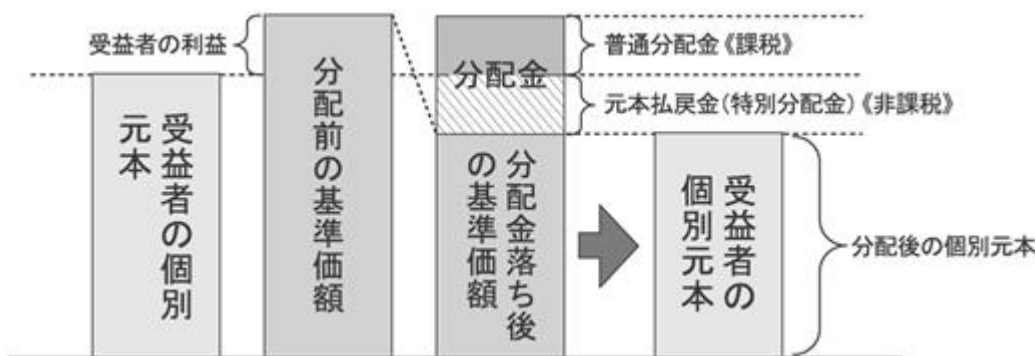 受益者の利益
受益者の個別
元本
分配前の基準価額
分配金
分配金落ち後
の基準価額
普通分配金《課税》
元本払戻金(特別分配金)《非課税》
受益者の
個別元本
分配後の個別元本